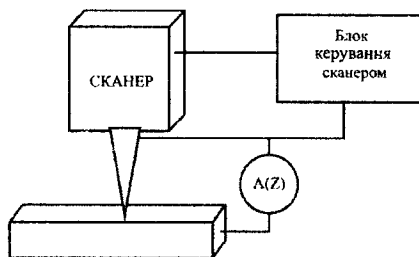 Блок
керування
сканером
СКАНЕР
A(Z)